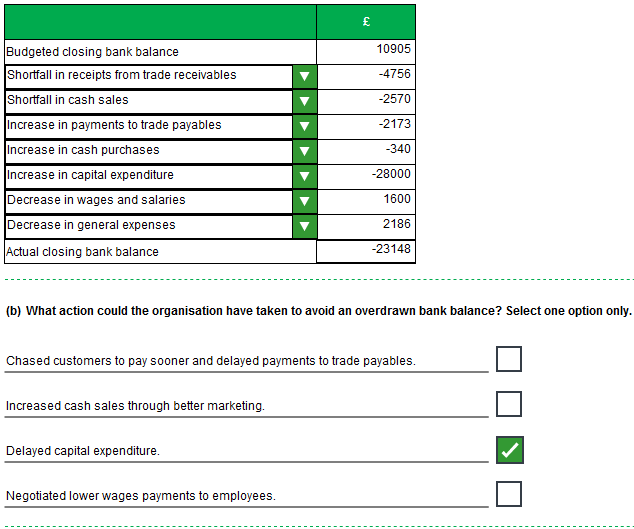 £
Budgeted closing bank balance 10905
Shortfall in receipts from trade receivables -4756
Shortfall in cash sales -2570
Increase in payments to trade payables -2173
Increase in cash purchases -340
Increase in capital expenditure -28000
Decrease in wages and salaries 1600
Decrease in general expenses 2186
Actual closing bank balance -23148
(b) What action could the organisation have taken to avoid an overdrawn bank balance? Select one option only.
Chased customers to pay sooner and delayed payments to trade payables.
Increased cash sales through better marketing.
Delayed capital expenditure.
Negotiated lower wages payments to employees.